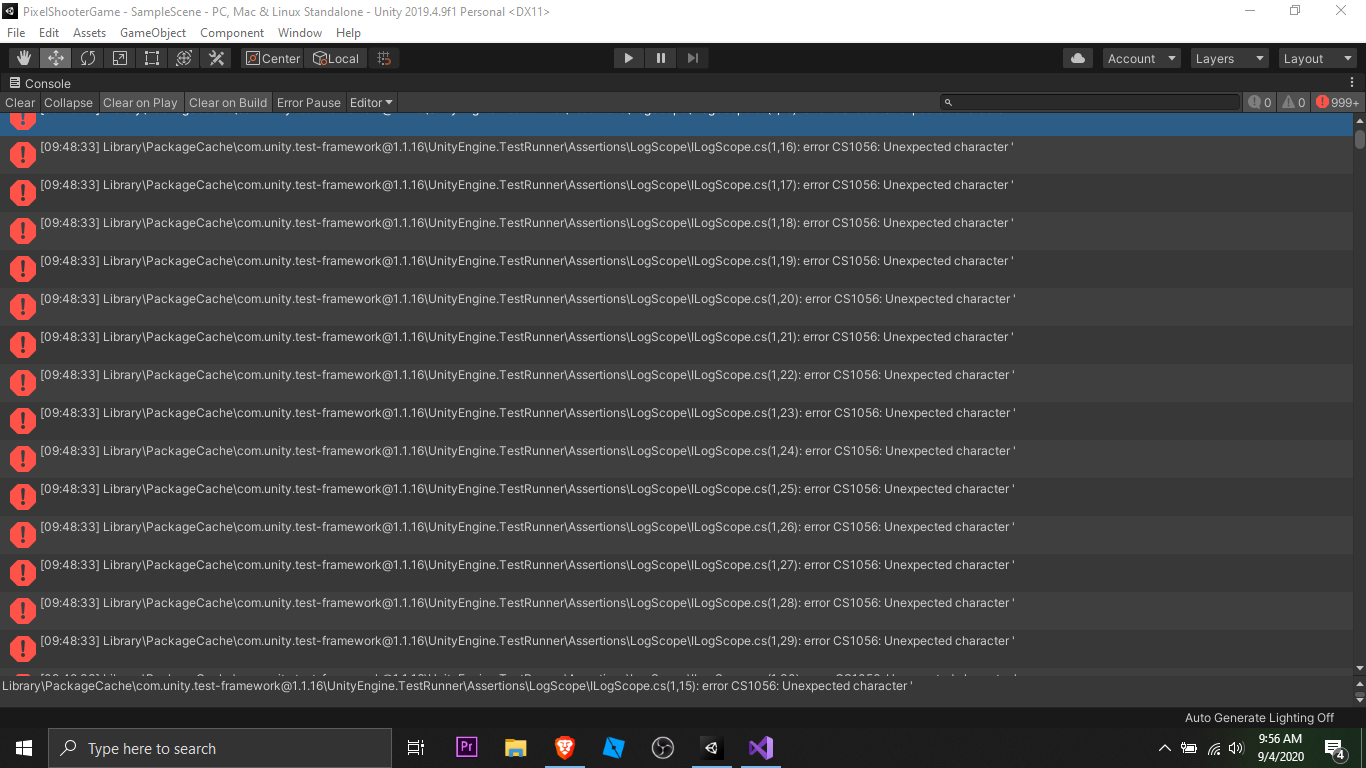 PixelShooterGame - SampleScene - PC, Mac & Linux Standalone - Unity 2019.4.9f1 Personal <DX11>
File Edit Assets GameObject Component Window Help
Center Local Account Layers Layout
Console
Clear Collapse Clear on Play Clear on Build Error Pause Editor 0 0 999+
[09:48:33] Library\PackageCache\com.unity.test-framework@1.1.16\UnityEngine.TestRunner\Assertions\LogScope\ILogScope.cs(1,16): error CS1056: Unexpected character '
[09:48:33] Library\PackageCache\com.unity.test-framework@1.1.16\UnityEngine.TestRunner\Assertions\LogScope\ILogScope.cs(1,17): error CS1056: Unexpected character '
[09:48:33] Library\PackageCache\com.unity.test-framework@1.1.16\UnityEngine.TestRunner\Assertions\LogScope\ILogScope.cs(1,18): error CS1056: Unexpected character '
[09:48:33] Library\PackageCache\com.unity.test-framework@1.1.16\UnityEngine.TestRunner\Assertions\LogScope\ILogScope.cs(1,19): error CS1056: Unexpected character '
[09:48:33] Library\PackageCache\com.unity.test-framework@1.1.16\UnityEngine.TestRunner\Assertions\LogScope\ILogScope.cs(1,20): error CS1056: Unexpected character '
[09:48:33] Library\PackageCache\com.unity.test-framework@1.1.16\UnityEngine.TestRunner\Assertions\LogScope\ILogScope.cs(1,21): error CS1056: Unexpected character '
[09:48:33] Library\PackageCache\com.unity.test-framework@1.1.16\UnityEngine.TestRunner\Assertions\LogScope\ILogScope.cs(1,22): error CS1056: Unexpected character '
[09:48:33] Library\PackageCache\com.unity.test-framework@1.1.16\UnityEngine.TestRunner\Assertions\LogScope\ILogScope.cs(1,23): error CS1056: Unexpected character '
[09:48:33] Library\PackageCache\com.unity.test-framework@1.1.16\UnityEngine.TestRunner\Assertions\LogScope\ILogScope.cs(1,24): error CS1056: Unexpected character '
[09:48:33] Library\PackageCache\com.unity.test-framework@1.1.16\UnityEngine.TestRunner\Assertions\LogScope\ILogScope.cs(1,25): error CS1056: Unexpected character '
[09:48:33] Library\PackageCache\com.unity.test-framework@1.1.16\UnityEngine.TestRunner\Assertions\LogScope\ILogScope.cs(1,26): error CS1056: Unexpected character '
[09:48:33] Library\PackageCache\com.unity.test-framework@1.1.16\UnityEngine.TestRunner\Assertions\LogScope\ILogScope.cs(1,27): error CS1056: Unexpected character '
[09:48:33] Library\PackageCache\com.unity.test-framework@1.1.16\UnityEngine.TestRunner\Assertions\LogScope\ILogScope.cs(1,28): error CS1056: Unexpected character '
[09:48:33] Library\PackageCache\com.unity.test-framework@1.1.16\UnityEngine.TestRunner\Assertions\LogScope\ILogScope.cs(1,29): error CS1056: Unexpected character '
Library\PackageCache\com.unity.test-framework@1.1.16\UnityEngine.TestRunner\Assertions\LogScope\ILogScope.cs(1,15): error CS1056: Unexpected character '
Auto Generate Lighting Off
Type here to search Pr
9:56 AM
9/4/2020
4